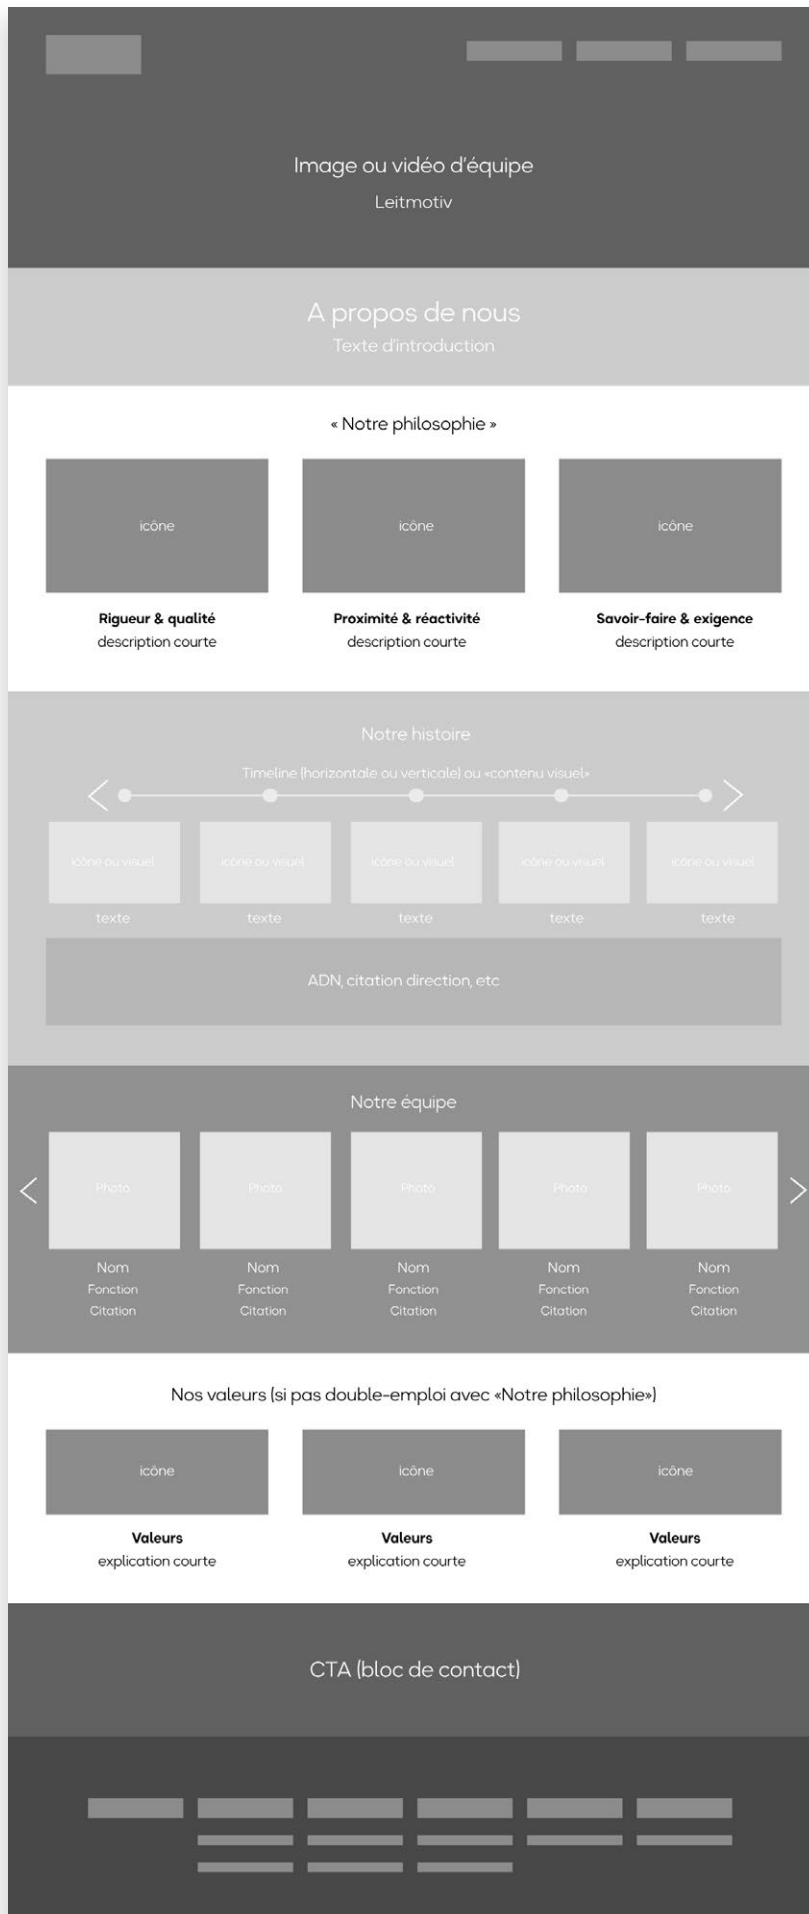 Image ou vidéo d'équipe
Leitmotiv
A propos de nous
Texte d'introduction
« Notre philosophie »
icône icône icône
Rigueur & qualité Proximité & réactivité Savoir-faire & exigence
description courte description courte description courte
Notre histoire
Timeline (horizontale ou verticale) ou «contenu visuel»
icône ou visuel icône ou visuel icône ou visuel icône ou visuel icône ou visuel
texte texte texte texte texte
ADN, citation direction, etc
Notre équipe
Photo Photo Photo Photo Photo
Nom Nom Nom Nom Nom
Fonction Fonction Fonction Fonction Fonction
Citation Citation Citation Citation Citation
Nos valeurs (si pas double-emploi avec «Notre philosophie»)
icône icône icône
Valeurs Valeurs Valeurs
explication courte explication courte explication courte
CTA (bloc de contact)